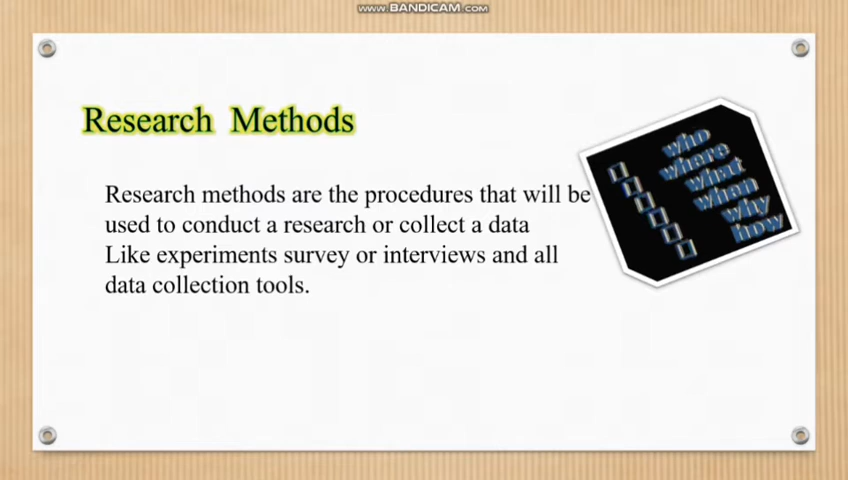 www.BANDICAM.com
Research Methods
Research methods are the procedures that will be
used to conduct a research or collect a data
Like experiments survey or interviews and all
data collection tools.
who
where
what
when
why
how